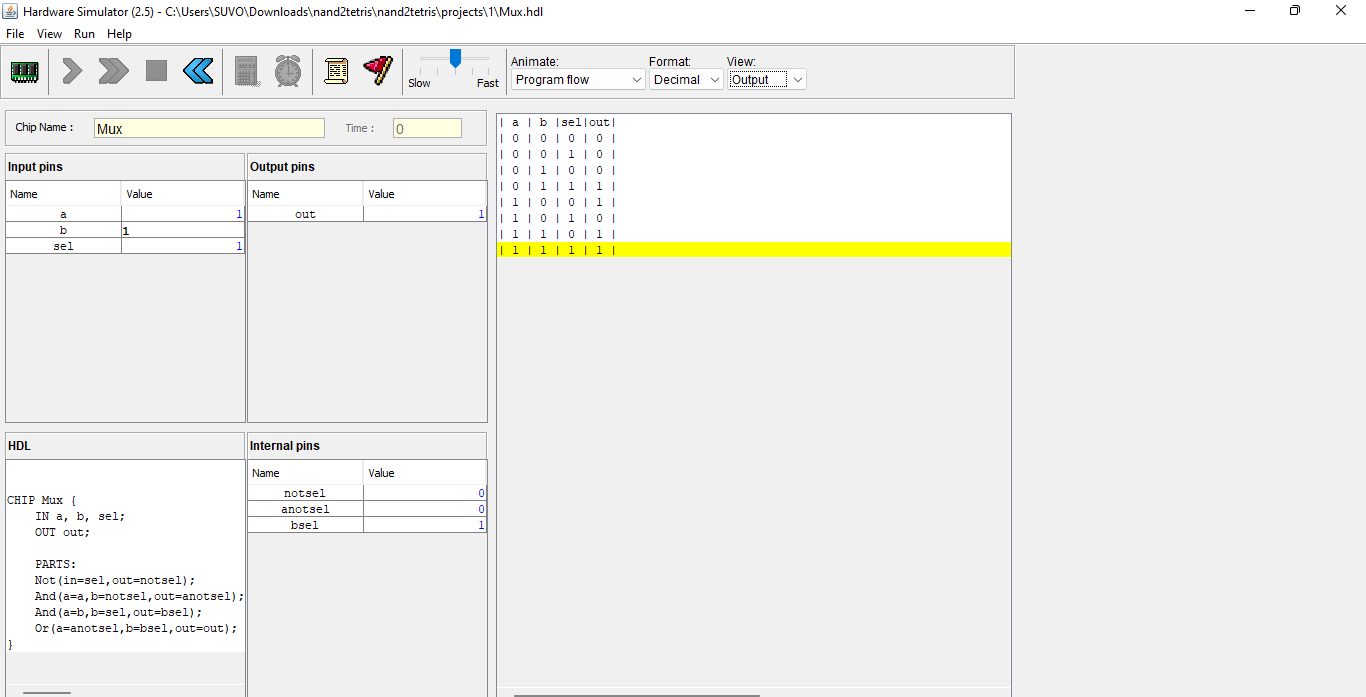 Hardware Simulator (2.5) - C:\Users\SUVO\Downloads\nand2tetris\nand2tetris\projects\1\Mux.hdl
File View Run Help
Slow Fast
Animate: Format: View:
Program flow Decimal Output
Chip Name : Mux Time : 0
Input pins
Name Value
a 1
b 1
sel 1
Output pins
Name Value
out 1
HDL
CHIP Mux {
IN a, b, sel;
OUT out;
PARTS:
Not(in=sel,out=notsel);
And(a=a,b=notsel,out=anotsel);
And(a=b,b=sel,out=bsel);
Or(a=anotsel,b=bsel,out=out);
}
Internal pins
Name Value
notsel 0
anotsel 0
bsel 1
| a | b |sel|out|
| 0 | 0 | 0 | 0 |
| 0 | 0 | 1 | 0 |
| 0 | 1 | 0 | 0 |
| 0 | 1 | 1 | 1 |
| 1 | 0 | 0 | 1 |
| 1 | 0 | 1 | 0 |
| 1 | 1 | 0 | 1 |
| 1 | 1 | 1 | 1 |